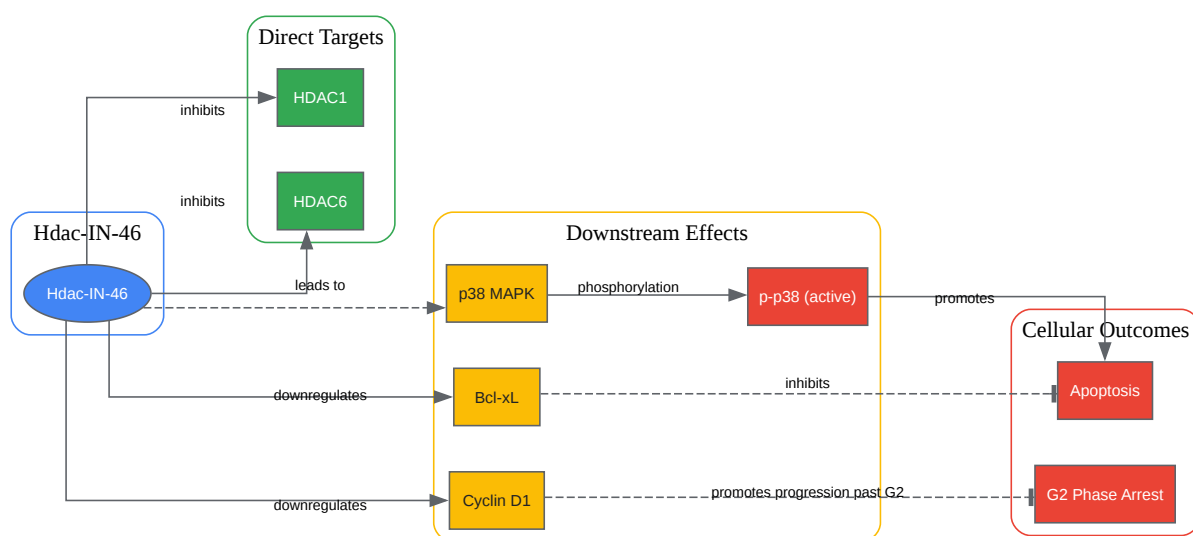 Direct Targets
HDAC1
inhibits
HDAC6
inhibits
Hdac-IN-46
Hdac-IN-46
Downstream Effects
leads to
p38 MAPK
phosphorylation
p-p38 (active)
promotes
Cellular Outcomes
downregulates
Bcl-xL
inhibits
Apoptosis
downregulates
Cyclin D1
promotes progression past G2
G2 Phase Arrest